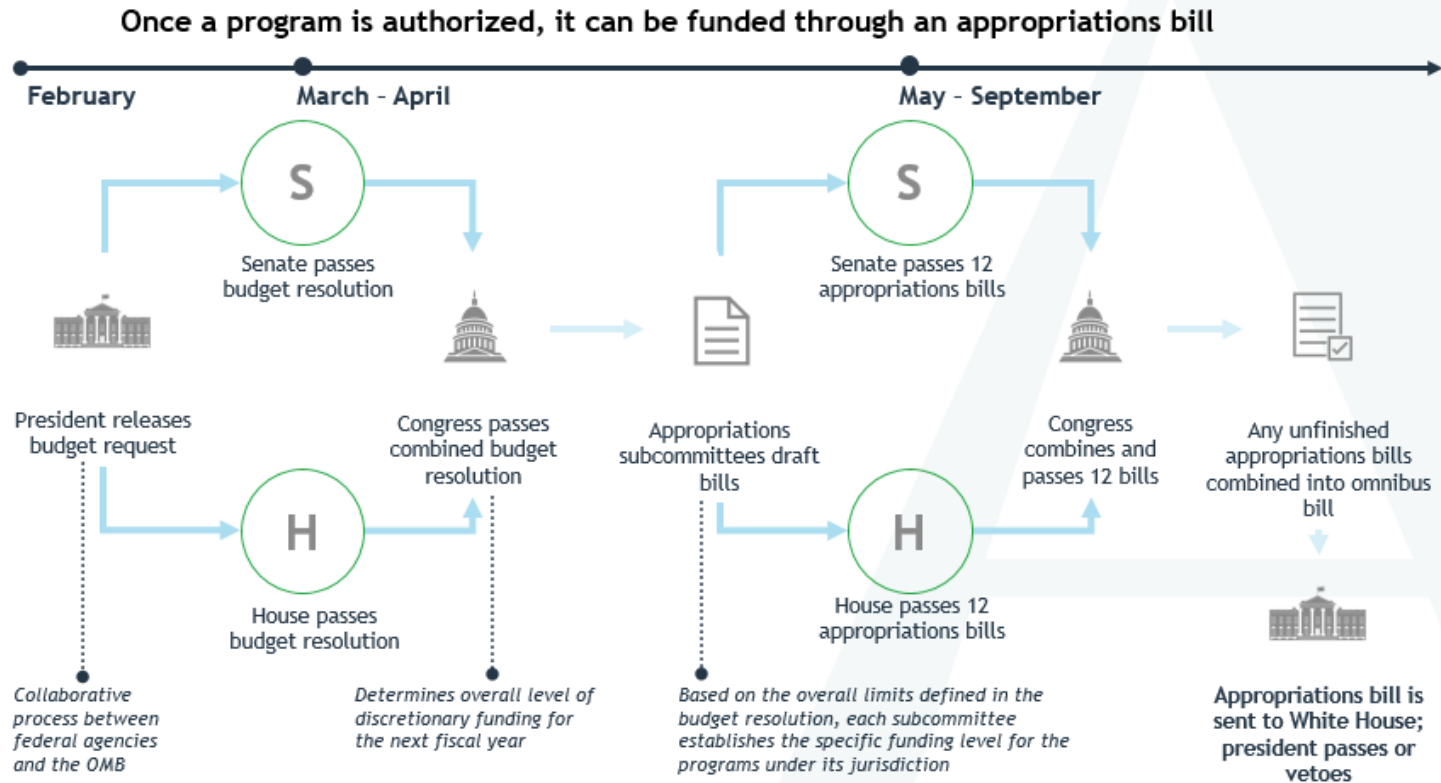 Once a program is authorized, it can be funded through an appropriations bill
February
March – April
May – September
S
Senate passes
budget resolution
S
Senate passes 12
appropriations bills
President releases
budget request
Congress passes
combined budget
resolution
Appropriations
subcommittees draft
bills
Congress
combines and
passes 12 bills
Any unfinished
appropriations bills
combined into omnibus
bill
H
House passes
budget resolution
H
House passes 12
appropriations bills
Collaborative
process between
federal agencies
and the OMB
Determines overall level of
discretionary funding for
the next fiscal year
Based on the overall limits defined in the
budget resolution, each subcommittee
establishes the specific funding level for the
programs under its jurisdiction
Appropriations bill is
sent to White House;
president passes or
vetoes